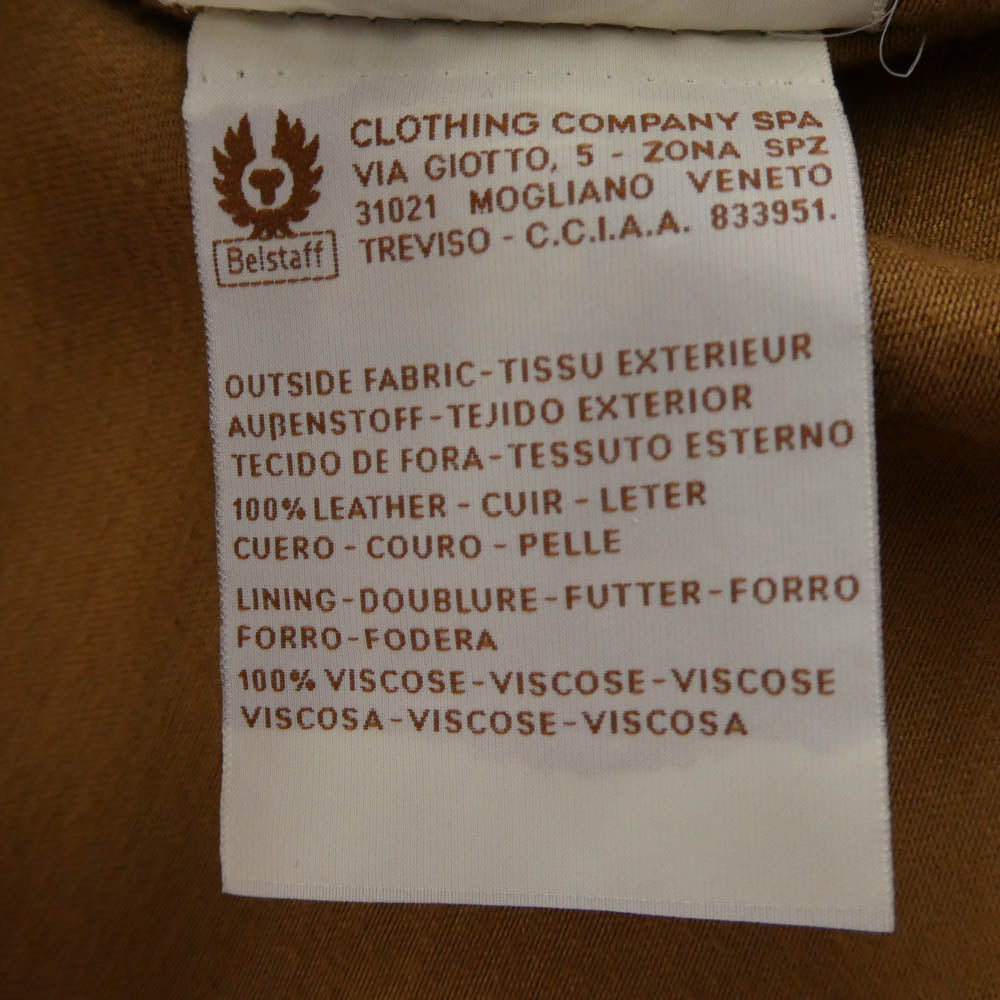 CLOTHING COMPANY SPA
VIA GIOTTO, 5 - ZONA SPZ
31021 MOGLIANO VENETO
TREVISO - C.C.I.A.A. 833951.
Belstaff
OUTSIDE FABRIC-TISSU EXTERIEUR
AUßENSTOFF-TEJIDO EXTERIOR
TECIDO DE FORA-TESSUTO ESTERNO
100% LEATHER - CUIR - LETER
CUERO - COURO - PELLE
LINING-DOUBLURE-FUTTER-FORRO
FORRO-FODERA
100% VISCOSE-VISCOSE-VISCOSE
VISCOSA-VISCOSE-VISCOSA